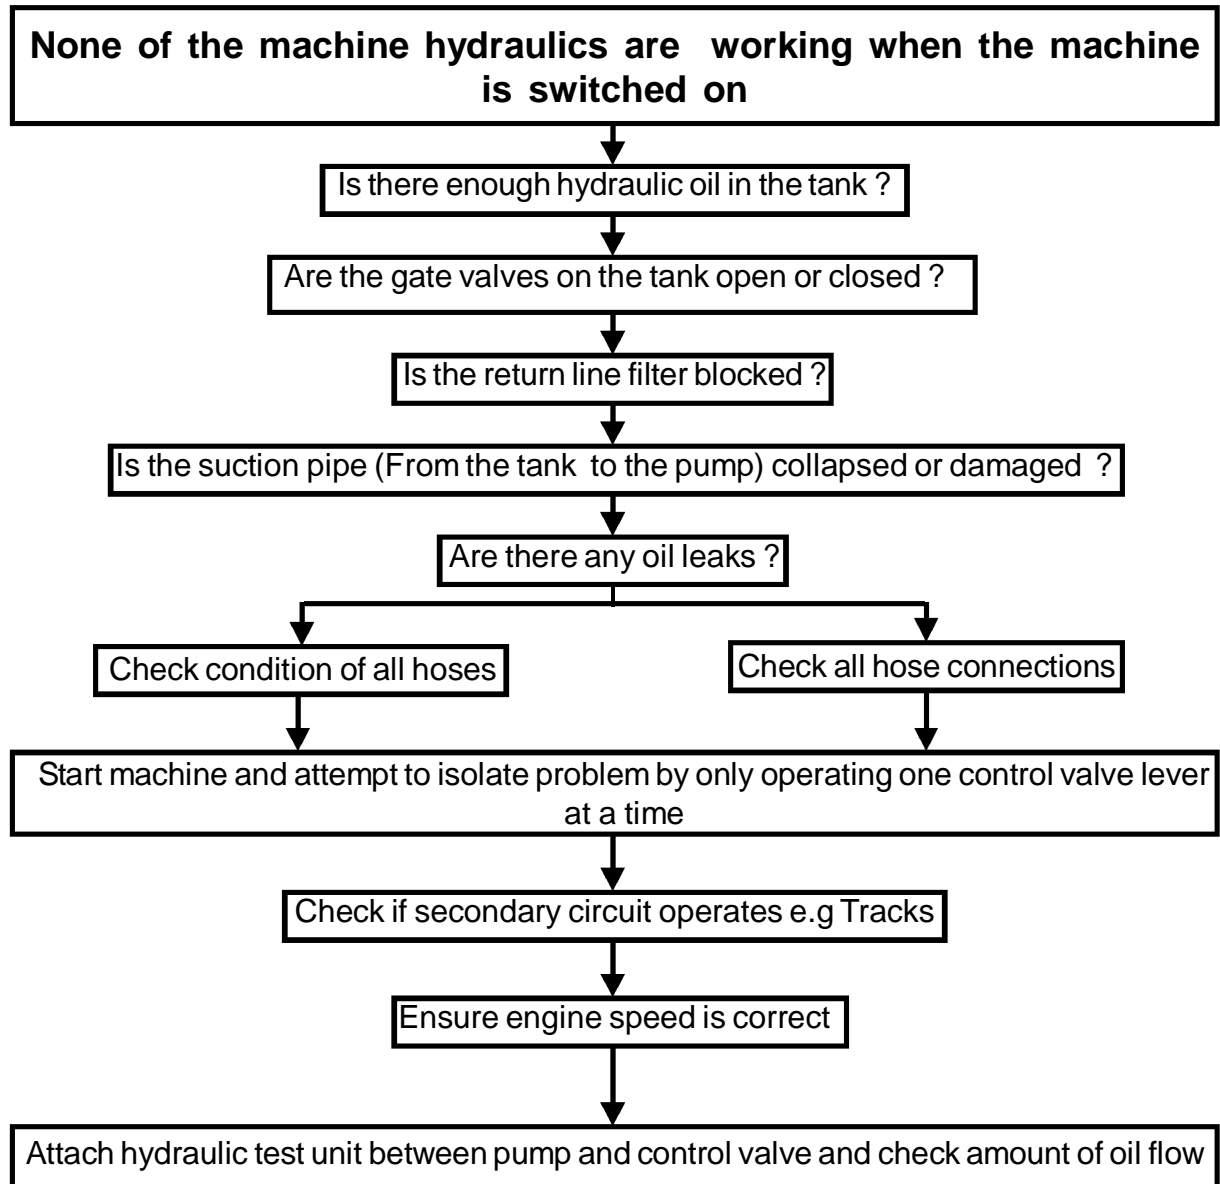 None of the machine hydraulics are working when the machine
is switched on
Is there enough hydraulic oil in the tank ?
Are the gate valves on the tank open or closed ?
Is the return line filter blocked ?
Is the suction pipe (From the tank to the pump) collapsed or damaged ?
Are there any oil leaks ?
Check condition of all hoses
Check all hose connections
Start machine and attempt to isolate problem by only operating one control valve lever
at a time
Check if secondary circuit operates e.g Tracks
Ensure engine speed is correct
Attach hydraulic test unit between pump and control valve and check amount of oil flow